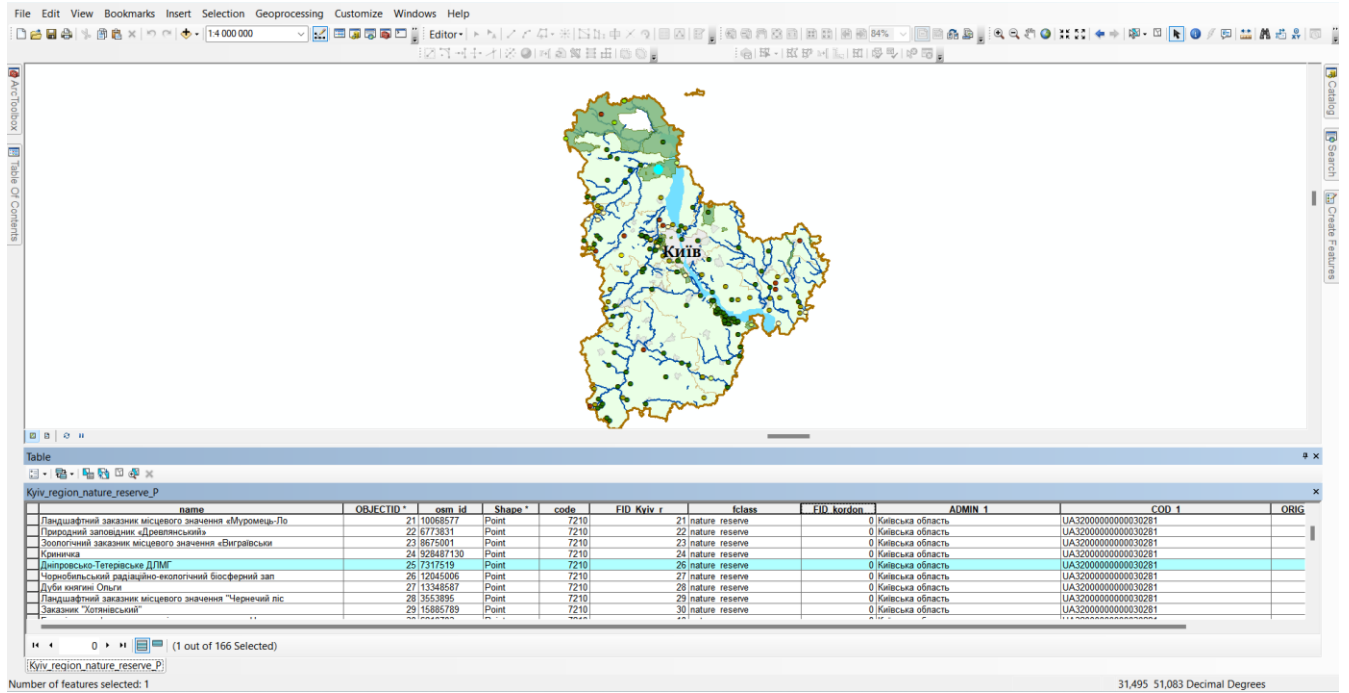 File Edit View Bookmarks Insert Selection Geoprocessing Customize Windows Help
1:4 000 000 Editor 84%
ArcToolbox
Table Of Contents
Catalog
Search
Create Features
Київ
Table
Kyiv_region_nature_reserve_P
name OBJECTID * osm_id Shape * code FID_Kyiv_r fclass FID_kordon ADMIN_1 COD_1 ORIG
Ландшафтний заказник місцевого значення «Муромець-Ло 21 10068577 Point 7210 21 nature_reserve 0 Київська область UA32000000000030281
Природний заповідник «Древлянський» 22 6773831 Point 7210 22 nature_reserve 0 Київська область UA32000000000030281
Зоологічний заказник місцевого значення «Виграївськи 23 8675001 Point 7210 23 nature_reserve 0 Київська область UA32000000000030281
Криничка 24 928487130 Point 7210 24 nature_reserve 0 Київська область UA32000000000030281
Дніпровсько-Тетерівське ДЛМГ 25 7317519 Point 7210 26 nature_reserve 0 Київська область UA32000000000030281
Чорнобильський радіаційно-екологічний біосферний зап 26 12045006 Point 7210 27 nature_reserve 0 Київська область UA32000000000030281
Дуби княгині Ольги 27 13348587 Point 7210 28 nature_reserve 0 Київська область UA32000000000030281
Ландшафтний заказник місцевого значення "Чернечий ліс 28 3553895 Point 7210 29 nature_reserve 0 Київська область UA32000000000030281
Заказник "Хотянівський" 29 15885789 Point 7210 30 nature_reserve 0 Київська область UA32000000000030281
0 (1 out of 166 Selected)
Kyiv_region_nature_reserve_P
Number of features selected: 1
31,495 51,083 Decimal Degrees